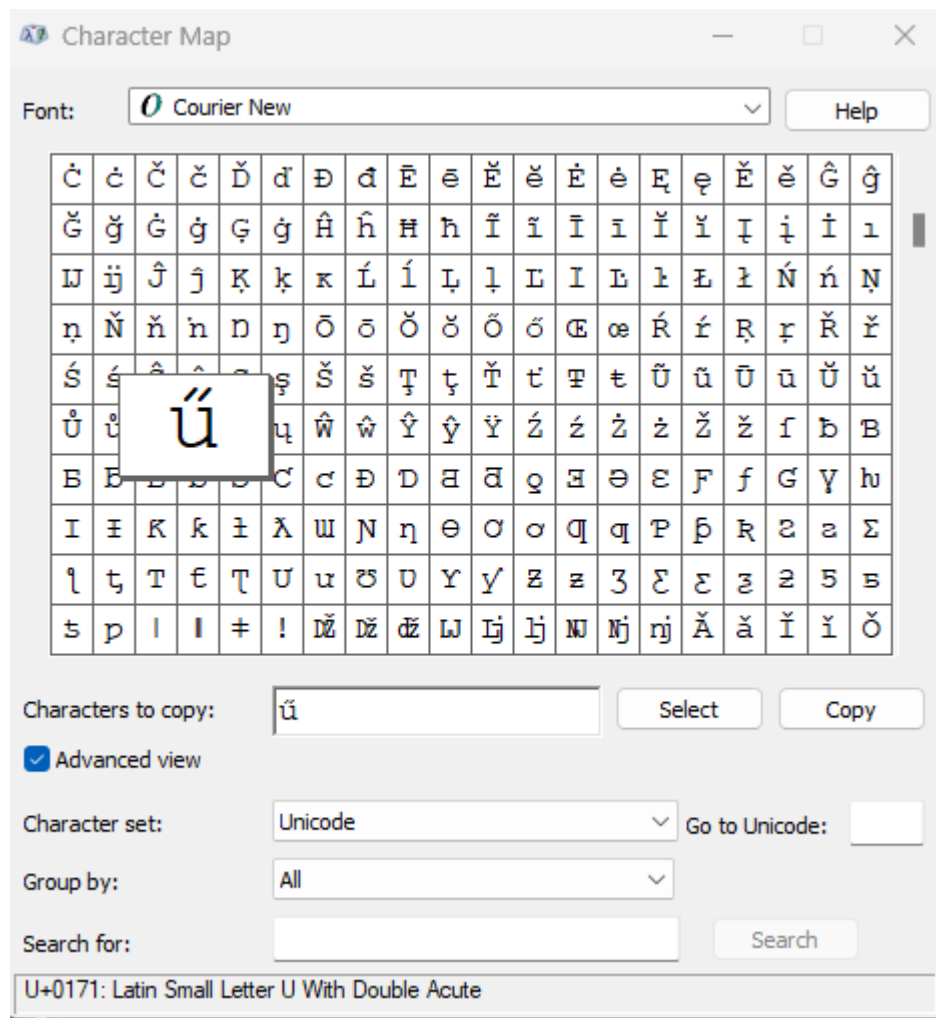 Character Map
Font: Courier New Help
Ċ ċ Č č Ď ď Đ đ Ē ē Ĕ ĕ Ė ė Ę ę Ě ě Ĝ ĝ
Ğ ğ Ġ ġ Ģ ģ Ĥ ĥ Ħ ħ Ĩ ĩ Ī ī Ĭ ĭ Į į İ ı
Ĳ ĳ Ĵ ĵ Ķ ķ ĸ Ĺ ĺ Ļ ļ Ľ ľ Ŀ ŀ Ł ł Ń ń Ņ
ņ Ň ň ŉ Ŋ ŋ Ō ō Ŏ ŏ Ő ő Œ œ Ŕ ŕ Ŗ ŗ Ř ř
Ś ś ş Š š Ţ ţ Ť ť Ŧ ŧ Ũ ũ Ū ū Ŭ ŭ
Ů ů ű ų Ŵ ŵ Ŷ ŷ Ÿ Ź ź Ż ż Ž ž ſ ƀ Ɓ
Ƃ ƃ Ƈ ƈ Ɖ Ɗ Ƌ ƌ ƍ Ǝ Ə Ɛ Ƒ ƒ Ɠ Ɣ ƕ
Ɩ Ɨ Ƙ ƙ ƚ ƛ Ɯ Ɲ ƞ Ɵ Ơ ơ Ƣ ƣ Ƥ ƥ Ʀ Ƨ ƨ Ʃ
ƪ ƫ Ƭ ƭ Ʈ Ư ư Ʊ Ʋ Ƴ ƴ Ƶ ƶ Ʒ Ƹ ƹ ƺ ƻ Ƽ ƽ
ƾ ƿ ǀ ǁ ǂ ǃ Ǆ ǅ ǆ Ǉ ǈ ǉ Ǌ ǋ ǌ Ǎ ǎ Ǐ ǐ Ǒ
Characters to copy: ű Select Copy
Advanced view
Character set: Unicode Go to Unicode:
Group by: All
Search for: Search
U+0171: Latin Small Letter U With Double Acute